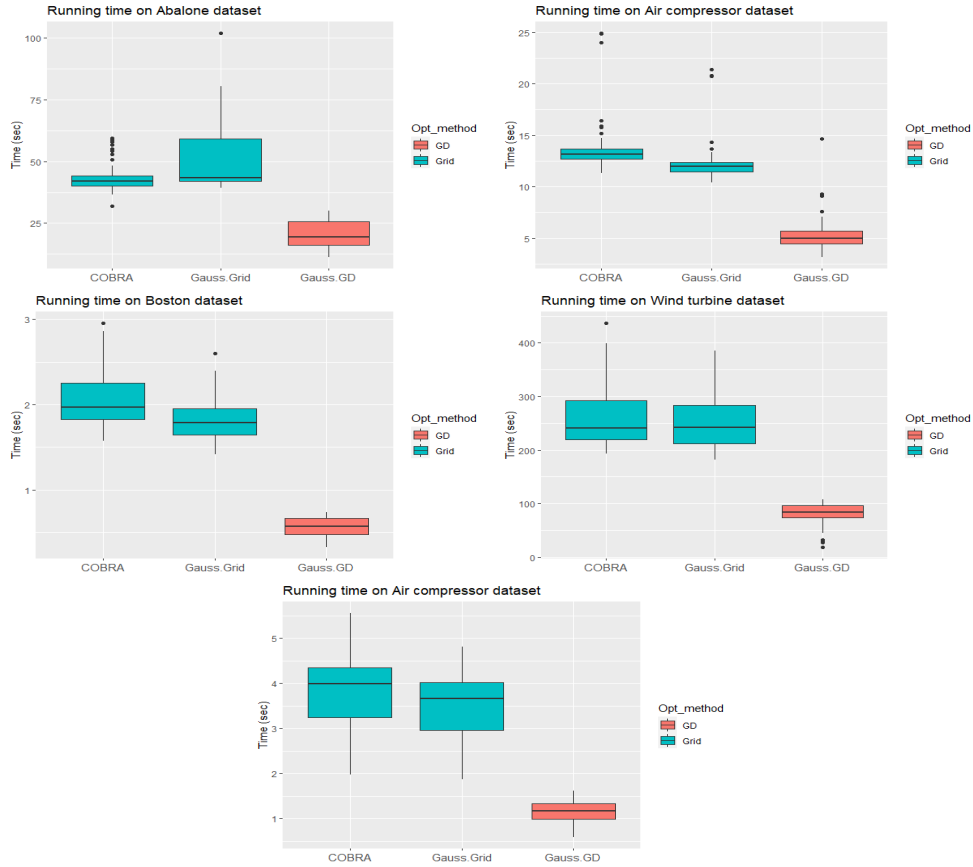 Running time on Abalone dataset
100
75
50
25
Time (sec)
COBRA
Gauss.Grid
Gauss.GD
Opt_method
GD
Grid
Running time on Air compressor dataset
25
20
15
10
5
Time (sec)
COBRA
Gauss.Grid
Gauss.GD
Opt_method
GD
Grid
Running time on Boston dataset
3
2
1
Time (sec)
COBRA
Gauss.Grid
Gauss.GD
Opt_method
GD
Grid
Running time on Wind turbine dataset
400
300
200
100
0
Time (sec)
COBRA
Gauss.Grid
Gauss.GD
Opt_method
GD
Grid
Running time on Air compressor dataset
5
4
3
2
1
Time (sec)
COBRA
Gauss.Grid
Gauss.GD
Opt_method
GD
Grid